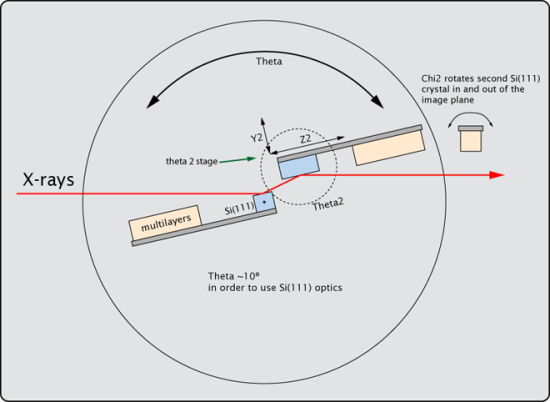 Theta
Chi2 rotates second Si(111)
crystal in and out of the
image plane
Y2
Z2
theta 2 stage
X-rays
Si(111)
Theta2
multilayers
Theta ~10º
in order to use Si(111) optics